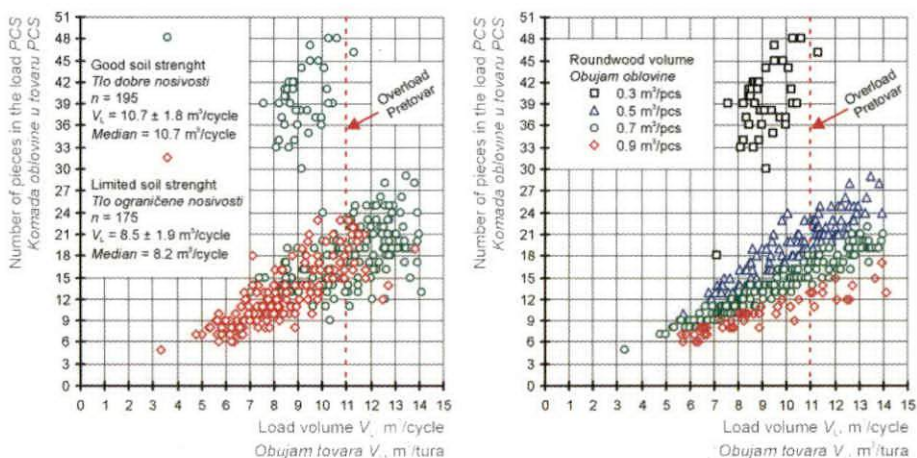 Number of pieces in the load PCS
Komada oblovine u tovaru PCS
51
48
45
42
39
36
33
30
27
24
21
18
15
12
9
6
3
0
Good soil strenght
Tlo dobre nosivosti
n = 195
V_L = 10.7 ± 1.8 m³/cycle
Median = 10.7 m³/cycle
Limited soil strenght
Tlo ograničene nosivosti
n = 175
V_L = 8.5 ± 1.9 m³/cycle
Median = 8.2 m³/cycle
Overload
Pretovar
0 1 2 3 4 5 6 7 8 9 10 11 12 13 14 15
Load volume V, m³/cycle
Obujam tovara V, m³/tura
Number of pieces in the load PCS
Komada oblovine u tovaru PCS
51
48
45
42
39
36
33
30
27
24
21
18
15
12
9
6
3
0
Roundwood volume
Obujam oblovine
0.3 m³/pcs
0.5 m³/pcs
0.7 m³/pcs
0.9 m³/pcs
Overload
Pretovar
0 1 2 3 4 5 6 7 8 9 10 11 12 13 14 15
Load volume V, m³/cycle
Obujam tovara V, m³/tura